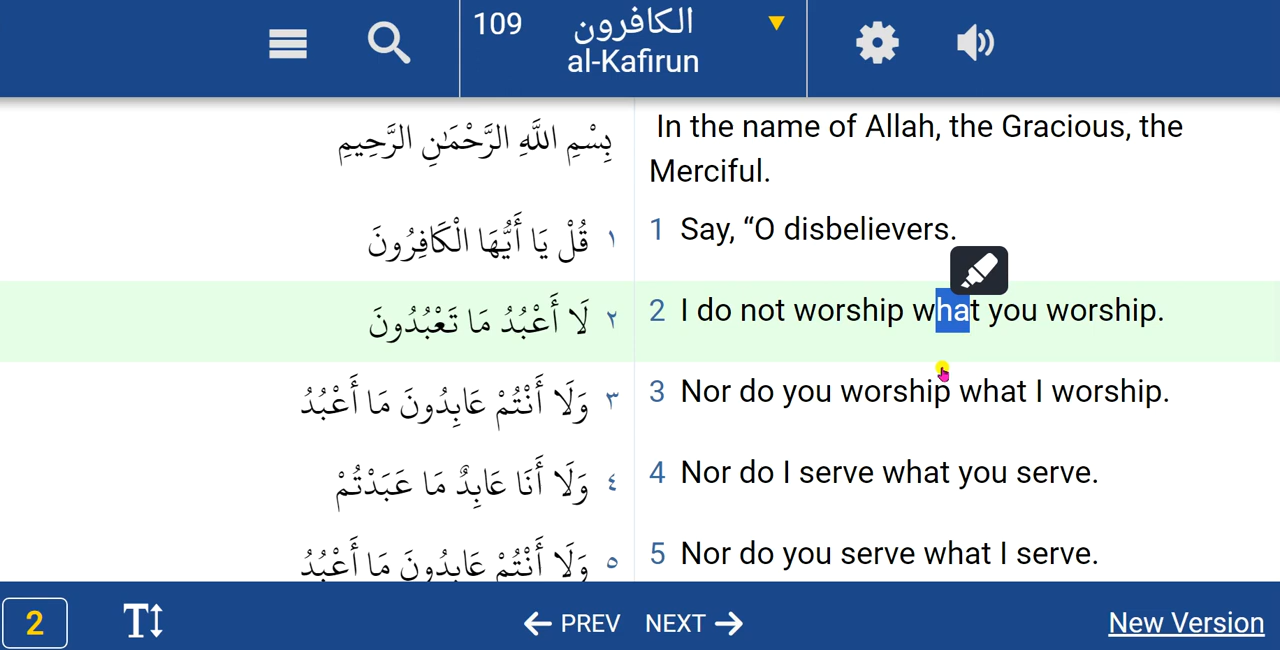 109
الكافرون
al-Kafirun
بِسْمِ اللَّهِ الرَّحْمَٰنِ الرَّحِيمِ
In the name of Allah, the Gracious, the
Merciful.
١ قُلْ يَا أَيُّهَا الْكَافِرُونَ
1 Say, “O disbelievers.
٢ لَا أَعْبُدُ مَا تَعْبُدُونَ
2 I do not worship what you worship.
٣ وَلَا أَنْتُمْ عَابِدُونَ مَا أَعْبُدُ
3 Nor do you worship what I worship.
٤ وَلَا أَنَا عَابِدٌ مَا عَبَدْتُمْ
4 Nor do I serve what you serve.
٥ وَلَا أَنْتُمْ عَابِدُونَ مَا أَعْبُدُ
5 Nor do you serve what I serve.
2 T PREV NEXT New Version